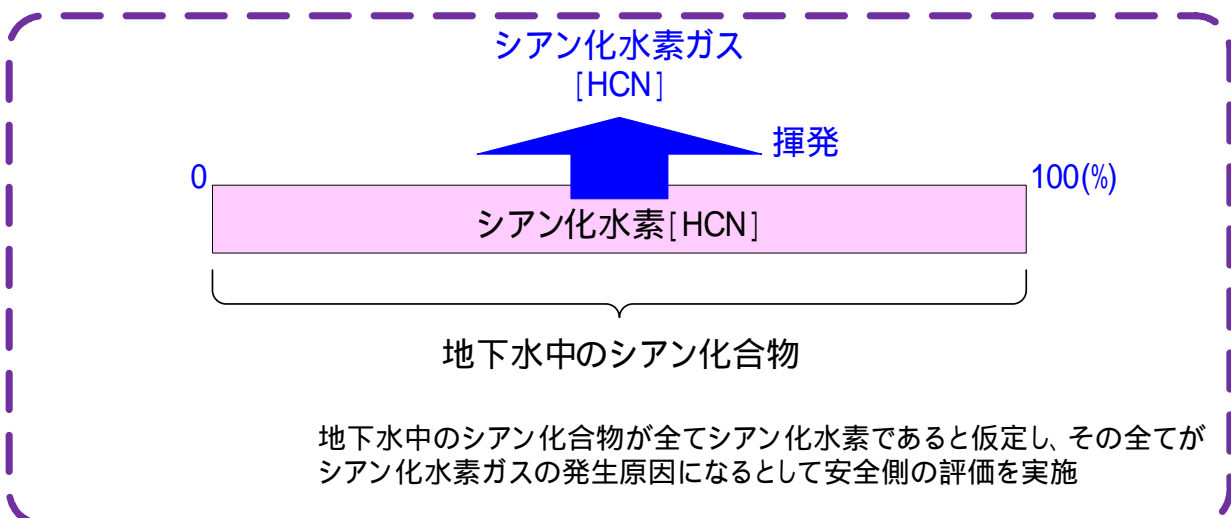 シアン化水素ガス
[HCN]
揮発
0
100(%)
シアン化水素[HCN]
地下水中のシアン化合物
地下水中のシアン化合物が全てシアン化水素であると仮定し、その全てが
シアン化水素ガスの発生原因になるとして安全側の評価を実施